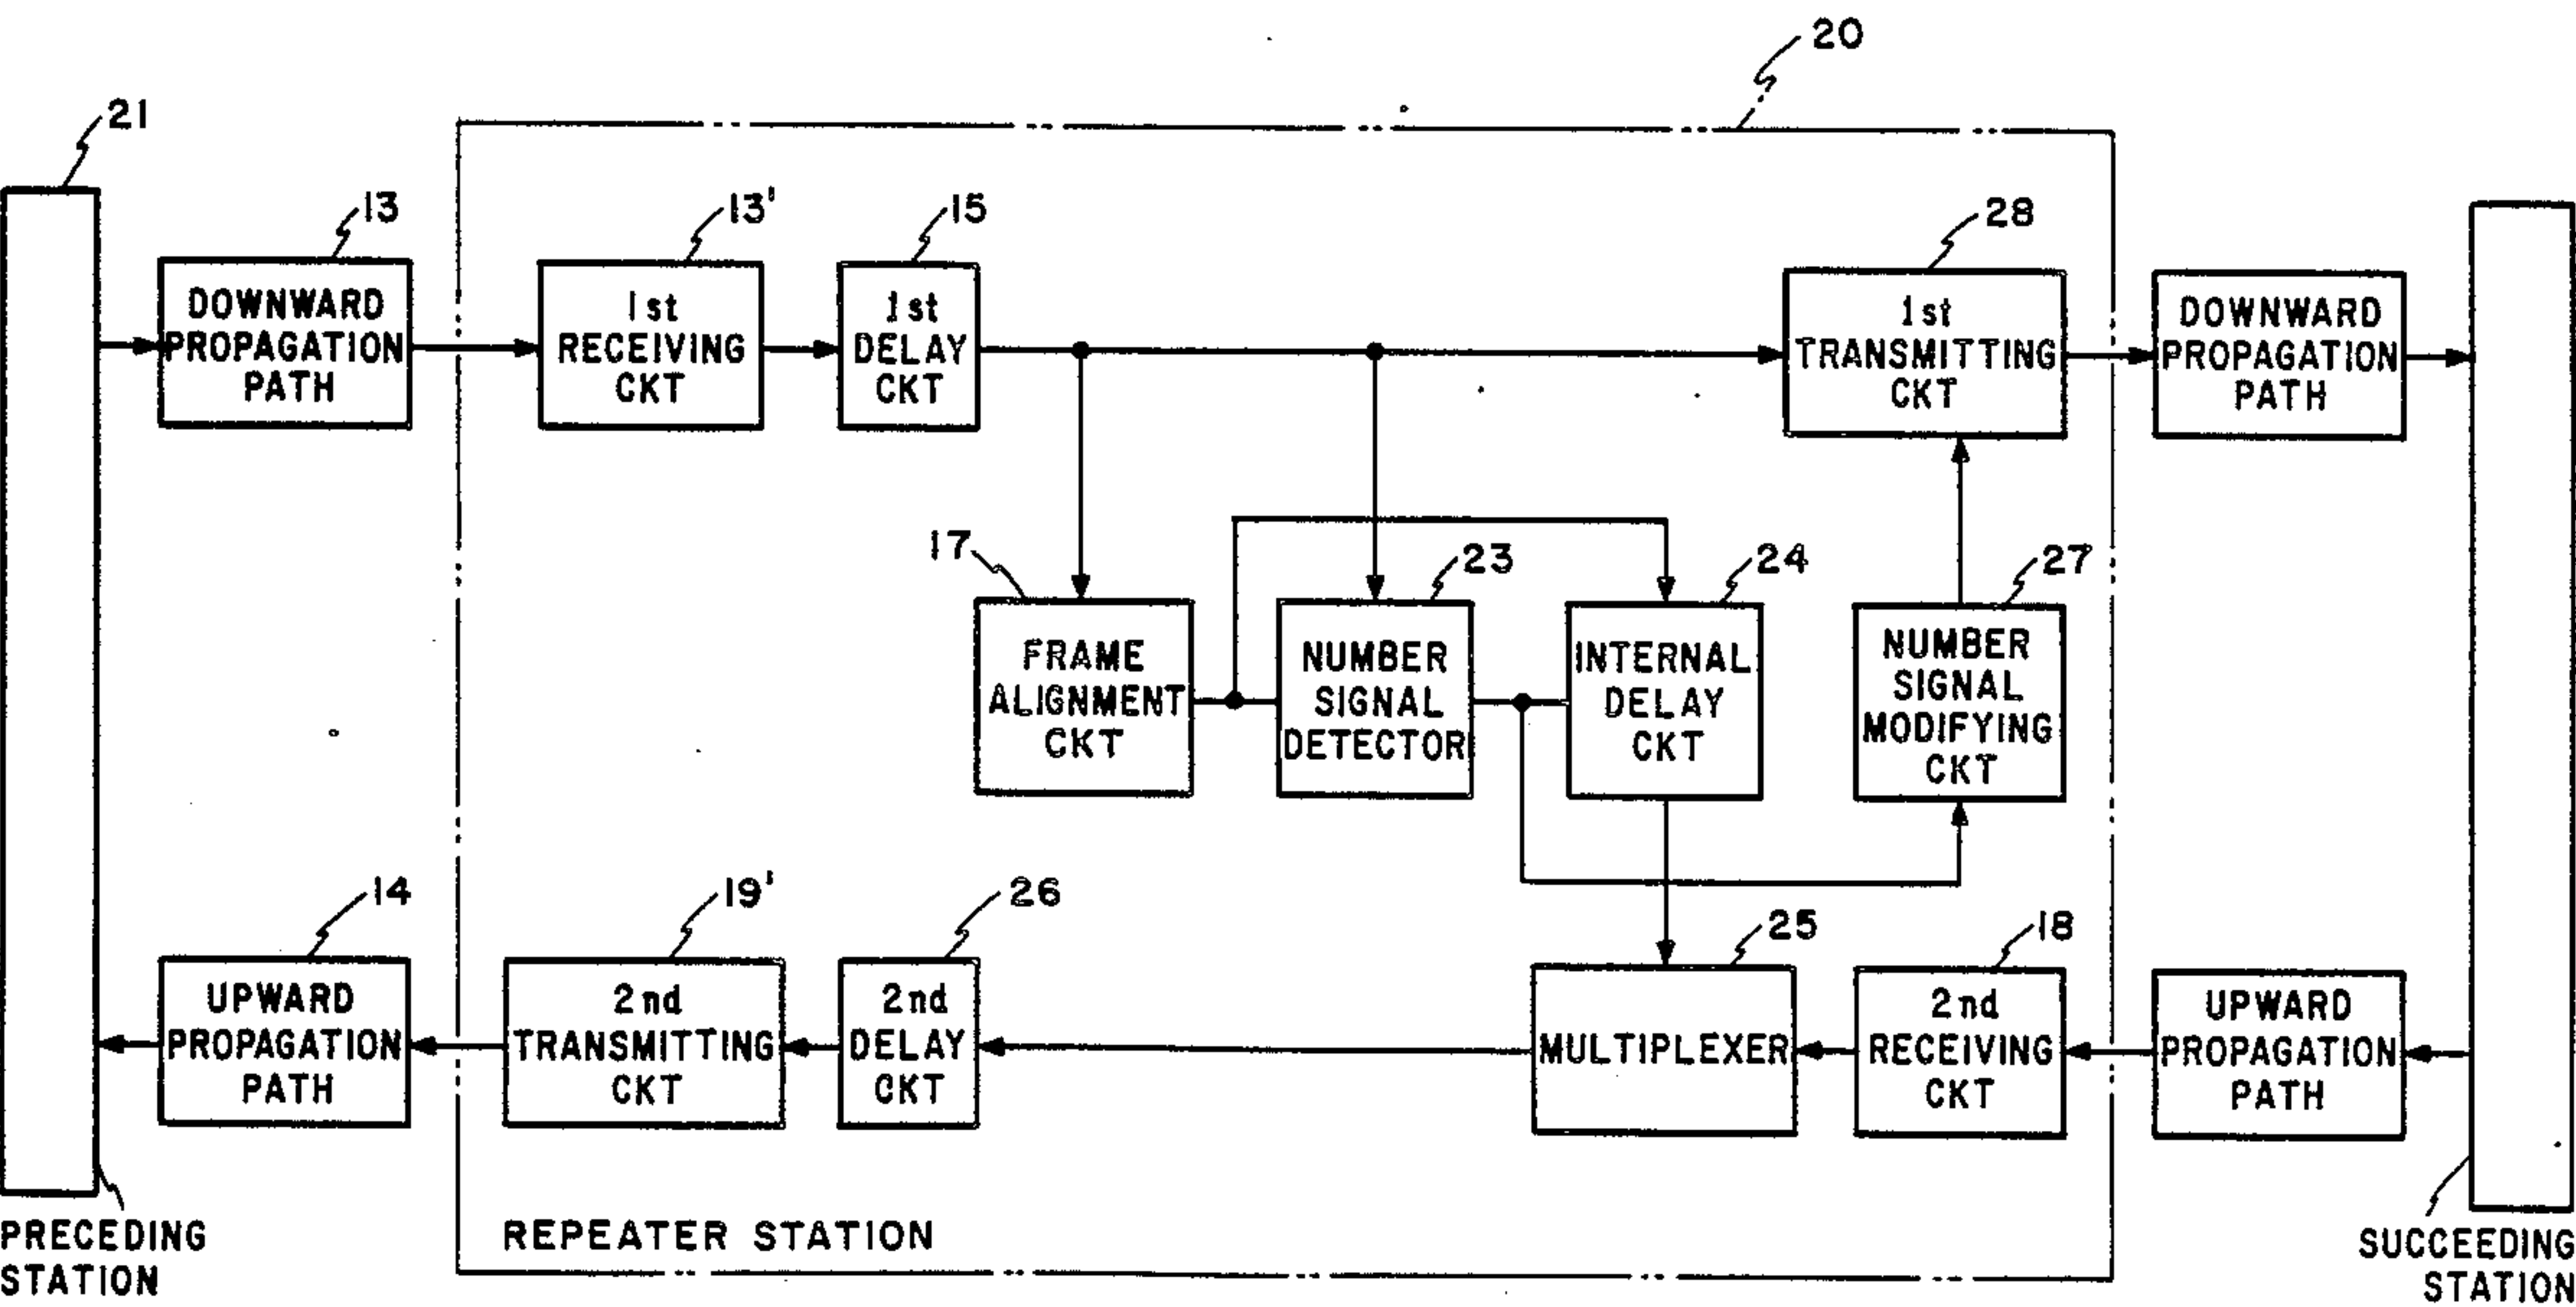 20
21
13
13'
15
28
DOWNWARD
PROPAGATION
PATH
1st
RECEIVING
CKT
1st
DELAY
CKT
1st
TRANSMITTING
CKT
DOWNWARD
PROPAGATION
PATH
17
23
24
27
FRAME
ALIGNMENT
CKT
NUMBER
SIGNAL
DETECTOR
INTERNAL
DELAY
CKT
NUMBER
SIGNAL
MODIFYING
CKT
14
19'
26
25
18
UPWARD
PROPAGATION
PATH
2nd
TRANSMITTING
CKT
2nd
DELAY
CKT
MULTIPLEXER
2nd
RECEIVING
CKT
UPWARD
PROPAGATION
PATH
PRECEDING
STATION
REPEATER STATION
SUCCEEDING
STATION